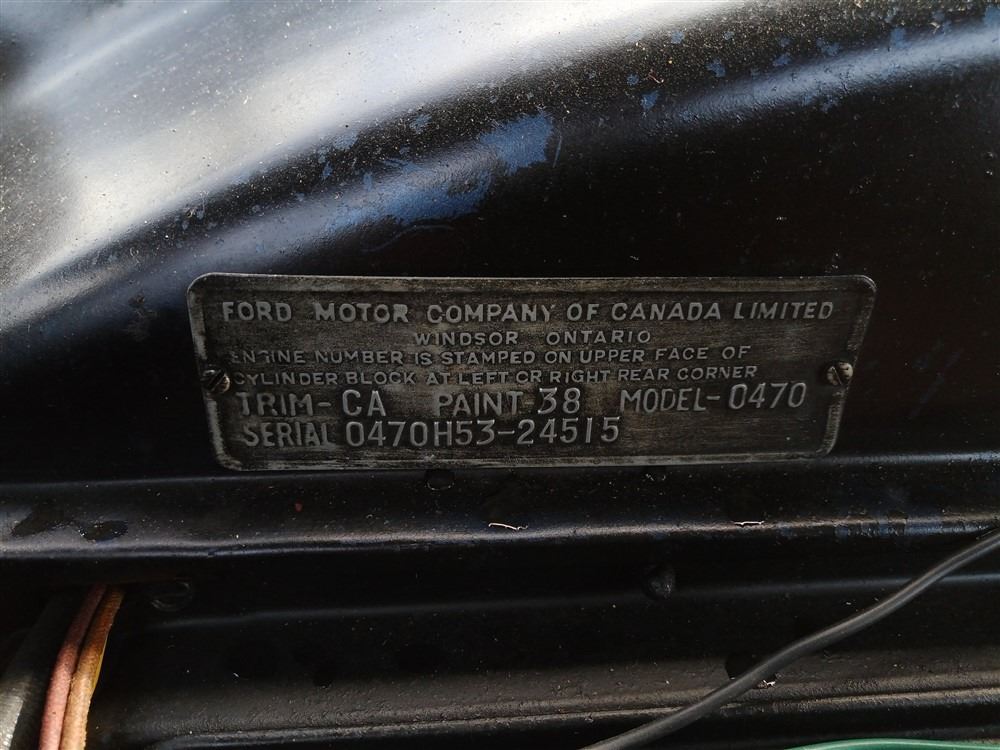 FORD MOTOR COMPANY OF CANADA LIMITED
WINDSOR ONTARIO
ENGINE NUMBER IS STAMPED ON UPPER FACE OF
CYLINDER BLOCK AT LEFT OR RIGHT REAR CORNER
TRIM-CA PAINT-38 MODEL-0470
SERIAL 0470H53-24515